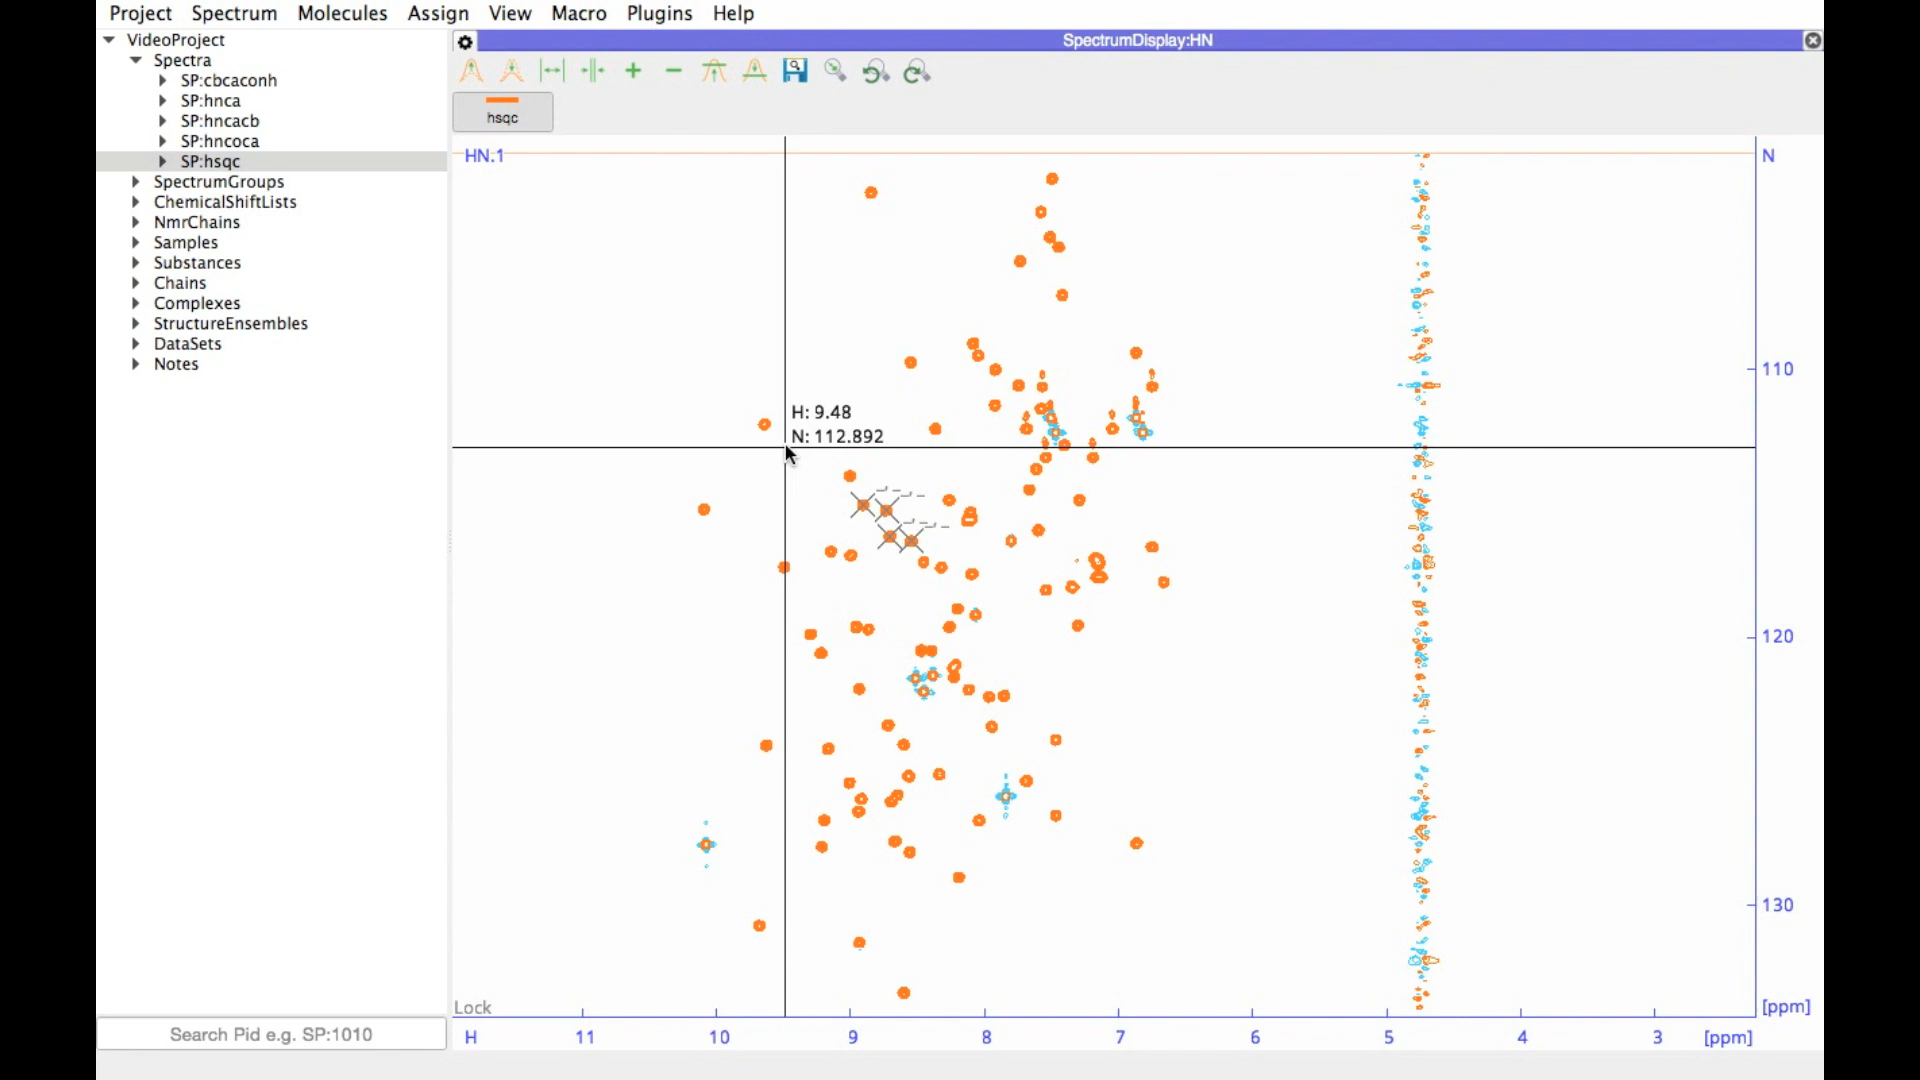 Project Spectrum Molecules Assign View Macro Plugins Help
VideoProject
Spectra
SP:cbcaconh
SP:hnca
SP:hncacb
SP:hncoca
SP:hsqc
SpectrumGroups
ChemicalShiftLists
NmrChains
Samples
Substances
Chains
Complexes
StructureEnsembles
DataSets
Notes
Search Pid e.g. SP:1010
SpectrumDisplay:HN
hsqc
HN.1
N
110
H: 9.48
N: 112.892
120
130
Lock
[ppm]
H 11 10 9 8 7 6 5 4 3 [ppm]